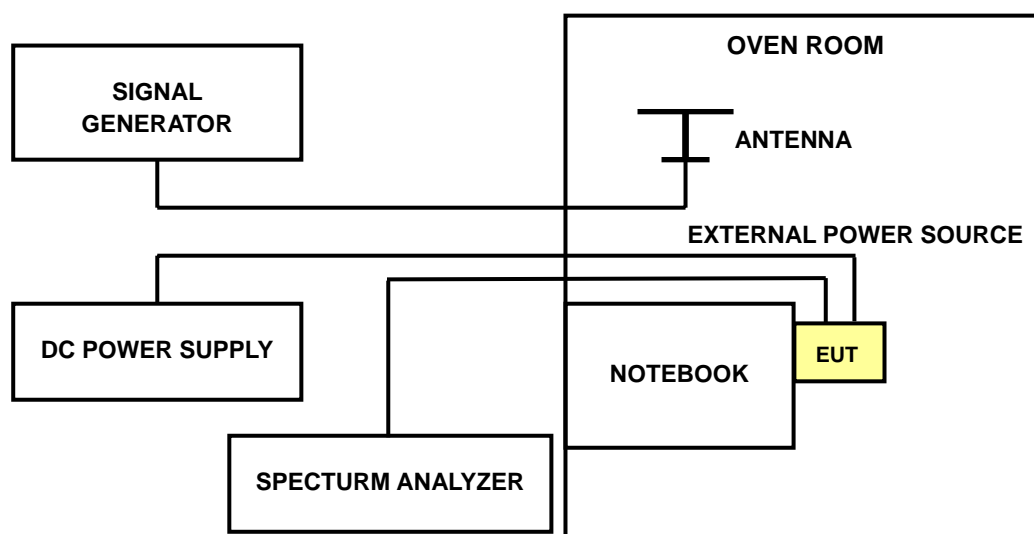 OVEN ROOM
SIGNAL
GENERATOR
ANTENNA
EXTERNAL POWER SOURCE
DC POWER SUPPLY
NOTEBOOK
EUT
SPECTURM ANALYZER